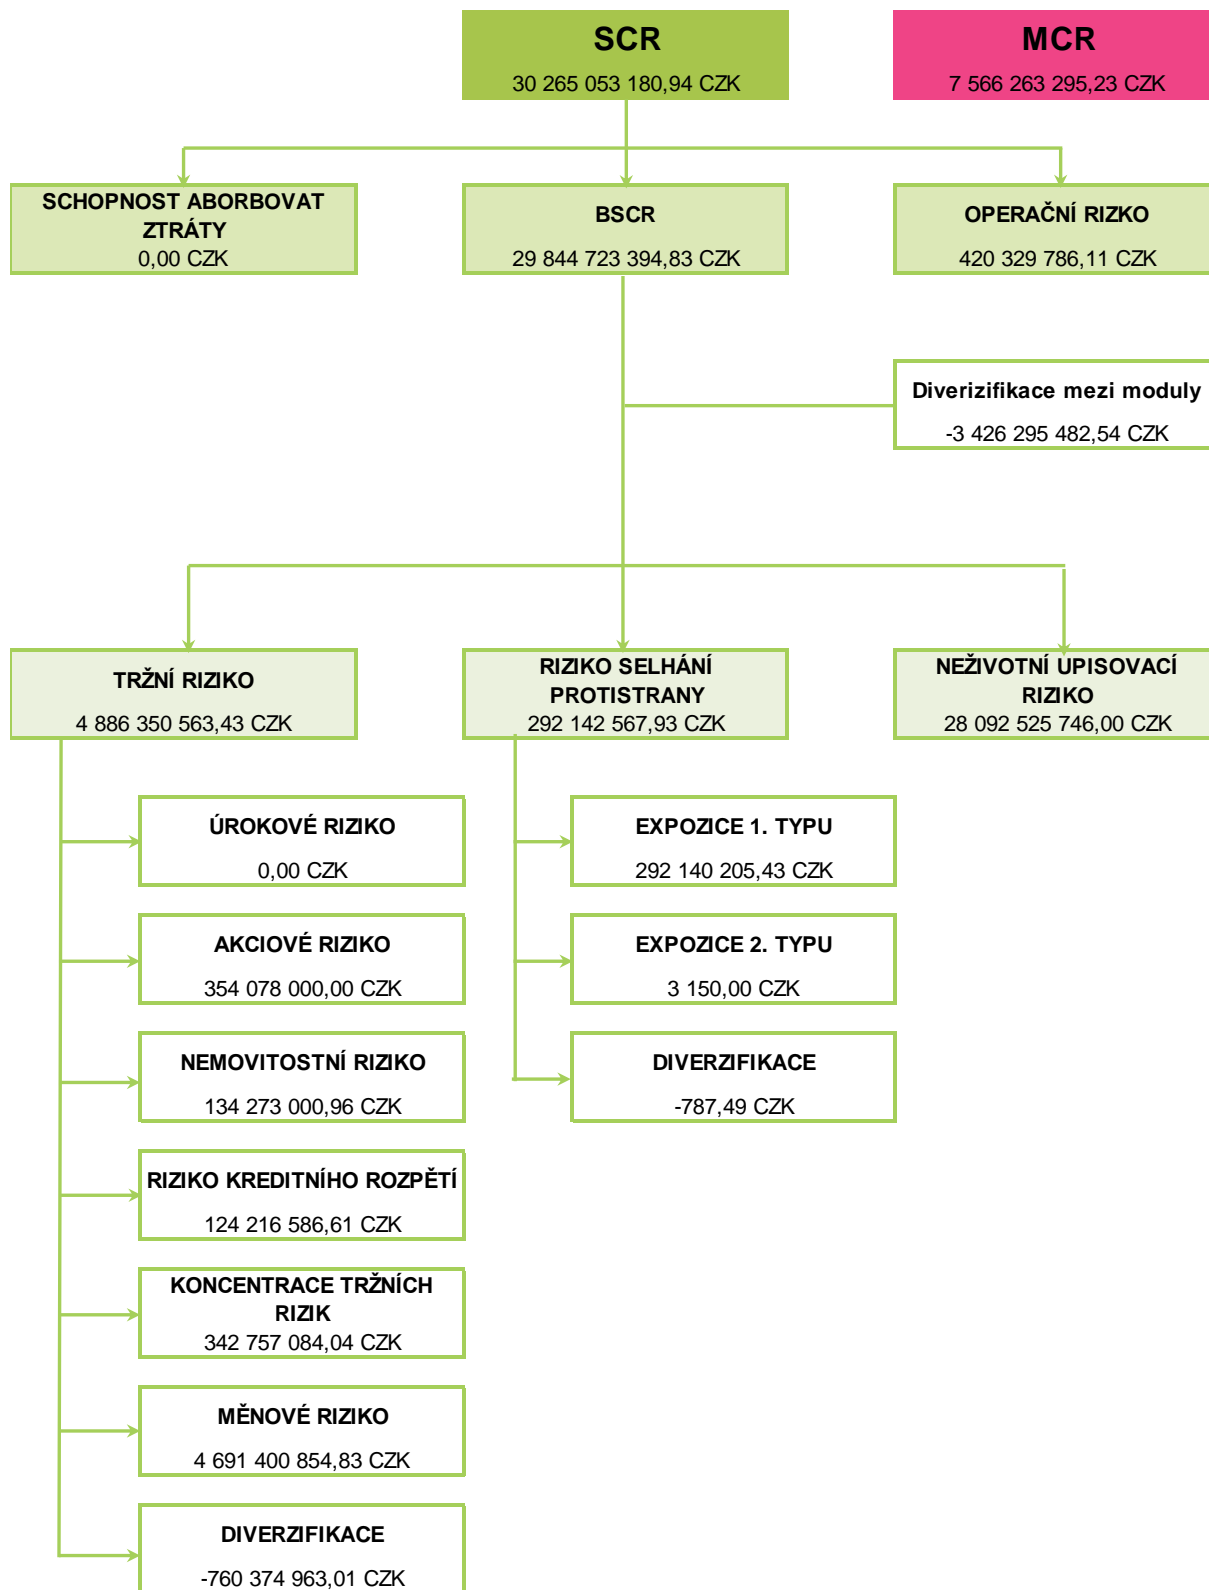 SCR
30 265 053 180,94 CZK
MCR
7 566 263 295,23 CZK
SCHOPNOST ABORBOVAT
ZTRÁTY
0,00 CZK
BSCR
29 844 723 394,83 CZK
OPERAČNÍ RIZKO
420 329 786,11 CZK
Diverizifikace mezi moduly
-3 426 295 482,54 CZK
TRŽNÍ RIZIKO
4 886 350 563,43 CZK
RIZIKO SELHÁNÍ
PROTISTRANY
292 142 567,93 CZK
NEŽIVOTNÍ UPISOVACÍ
RIZIKO
28 092 525 746,00 CZK
ÚROKOVÉ RIZIKO
0,00 CZK
EXPOZICE 1. TYPU
292 140 205,43 CZK
AKCIOVÉ RIZIKO
354 078 000,00 CZK
EXPOZICE 2. TYPU
3 150,00 CZK
NEMOVITOSTNÍ RIZIKO
134 273 000,96 CZK
DIVERZIFIKACE
-787,49 CZK
RIZIKO KREDITNÍHO ROZPĚTÍ
124 216 586,61 CZK
KONCENTRACE TRŽNÍCH
RIZIK
342 757 084,04 CZK
MĚNOVÉ RIZIKO
4 691 400 854,83 CZK
DIVERZIFIKACE
-760 374 963,01 CZK